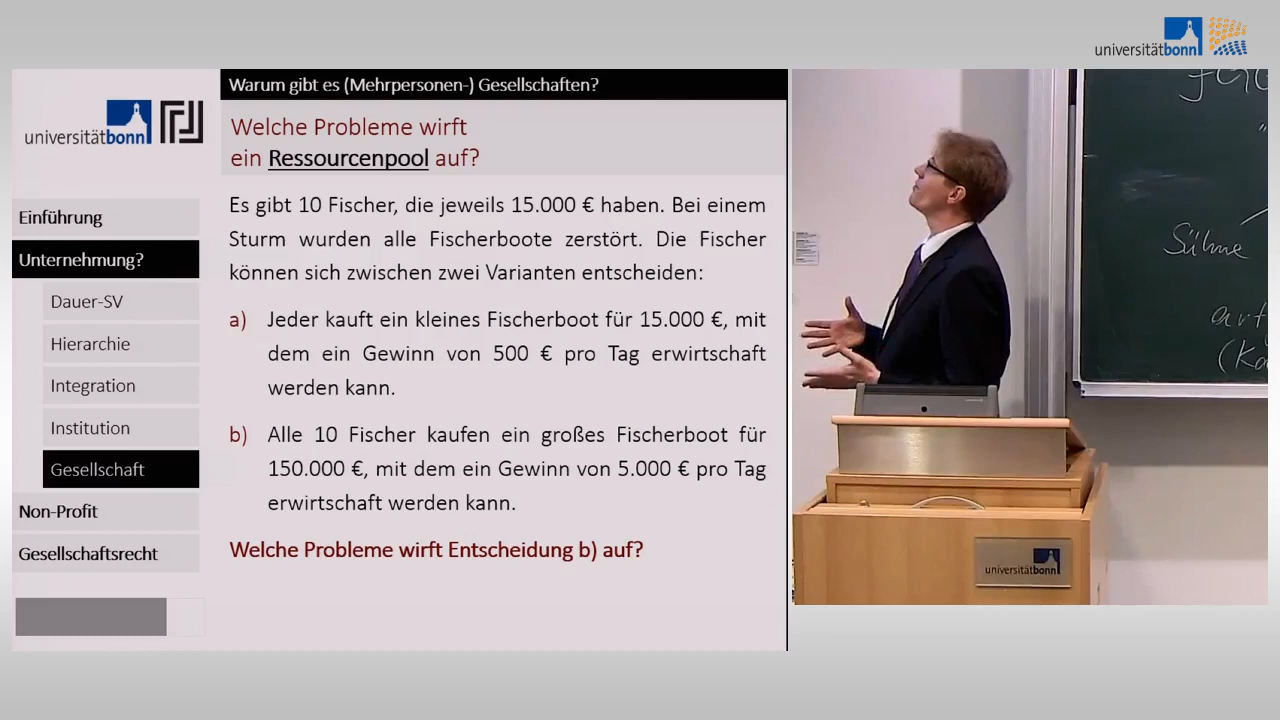 universitätbonn
Warum gibt es (Mehrpersonen-) Gesellschaften?
universitätbonn
Welche Probleme wirft
ein Ressourcenpool auf?
Einführung
Unternehmung?
Dauer-SV
Hierarchie
Integration
Institution
Gesellschaft
Non-Profit
Gesellschaftsrecht
Es gibt 10 Fischer, die jeweils 15.000 € haben. Bei einem
Sturm wurden alle Fischerboote zerstört. Die Fischer
können sich zwischen zwei Varianten entscheiden:
a) Jeder kauft ein kleines Fischerboot für 15.000 €, mit
dem ein Gewinn von 500 € pro Tag erwirtschaft
werden kann.
b) Alle 10 Fischer kaufen ein großes Fischerboot für
150.000 €, mit dem ein Gewinn von 5.000 € pro Tag
erwirtschaft werden kann.
Welche Probleme wirft Entscheidung b) auf?
Sühne
universitätbonn